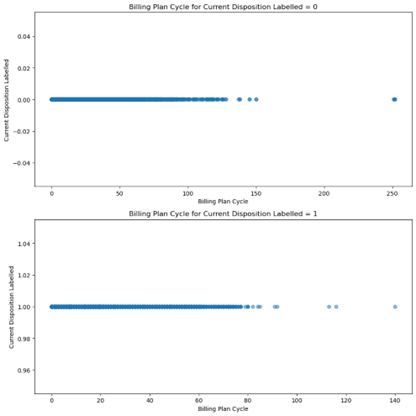 Billing Plan Cycle for Current Disposition Labelled = 0
0.04
0.02
0.00
−0.02
−0.04
Current Disposition Labelled
0 50 100 150 200 250
Billing Plan Cycle
Billing Plan Cycle for Current Disposition Labelled = 1
1.04
1.02
1.00
0.98
0.96
Current Disposition Labelled
0 20 40 60 80 100 120 140
Billing Plan Cycle